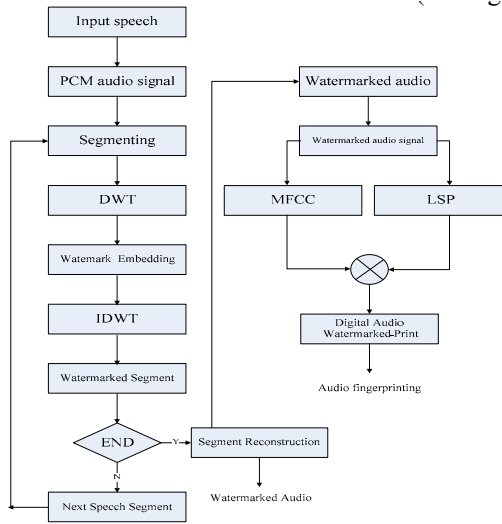 Input speech
PCM audio signal
Segmenting
DWT
Watemark Embedding
IDWT
Watermarked Segment
END
Y
N
Next Speech Segment
Segment Reconstruction
Watermarked Audio
Watermarked audio
Watermarked audio signal
MFCC
LSP
Digital Audio
Watermarked-Print
Audio fingerprinting